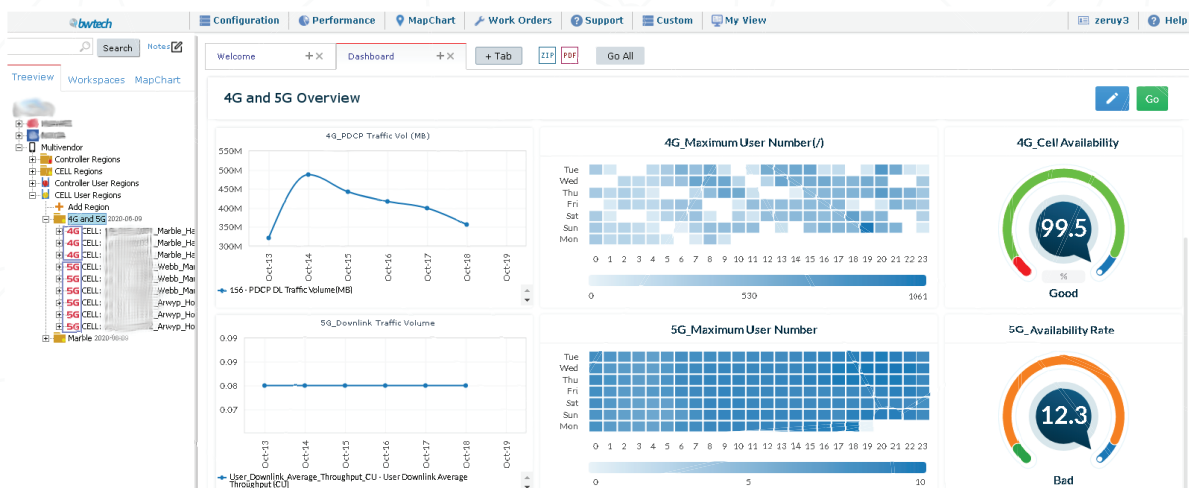 bwtech Configuration Performance MapChart Work Orders Support Custom My View zeruy3 Help
Search Notes
Welcome Dashboard + Tab ZIP PDF Go All
Treeview Workspaces MapChart
4G and 5G Overview Go
Multivendor
Controller Regions
CELL Regions
Controller User Regions
CELL User Regions
Add Region
4G and 5G 2020-06-09
4G CELL: _Marble_Ha
4G CELL: _Marble_Ha
4G CELL: _Marble_Ha
5G CELL: _Webb_Mar
5G CELL: _Webb_Mar
5G CELL: _Webb_Mar
5G CELL: _Arwyp_Ho
5G CELL: _Arwyp_Ho
5G CELL: _Arwyp_Ho
Marble
4G_PDCP Traffic Vol (MB)
550M
500M
450M
400M
350M
300M
Oct-13 Oct-14 Oct-15 Oct-16 Oct-17 Oct-18 Oct-19
156 - PDCP DL Traffic Volume(MB)
4G_Maximum User Number(/)
Tue
Wed
Thu
Fri
Sat
Sun
Mon
0 1 2 3 4 5 6 7 8 9 10 11 12 13 14 15 16 17 18 19 20 21 22 23
0 530 1061
4G_Cell Availability
99.5
%
Good
5G_Downlink Traffic Volume
0.09
0.09
0.08
0.07
Oct-13 Oct-14 Oct-15 Oct-16 Oct-17 Oct-18 Oct-19
User_Downlink_Average_Throughput_CU - User Downlink Average
Throughput (CU)
5G_Maximum User Number
Tue
Wed
Thu
Fri
Sat
Sun
Mon
0 1 2 3 4 5 6 7 8 9 10 11 12 13 14 15 16 17 18 19 20 21 22 23
0 5 10
5G_Availability Rate
12.3
Bad